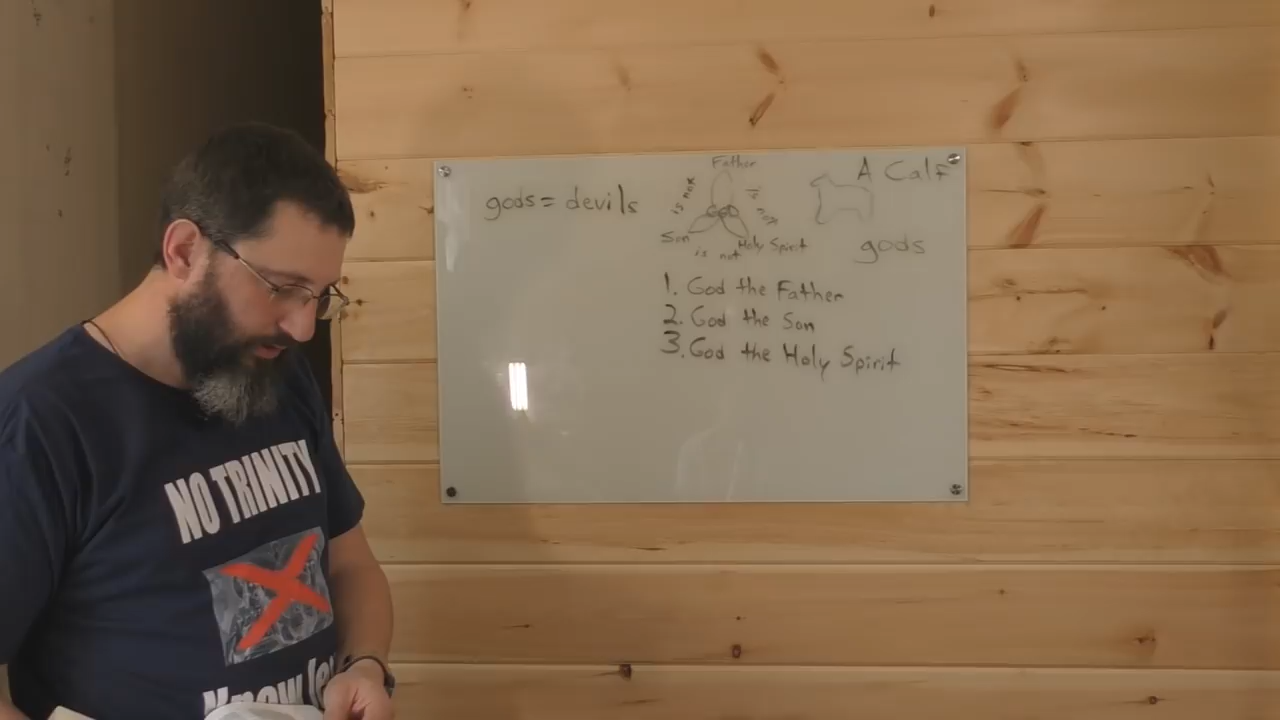 gods = devils
Father
is not
is not
God
Son
Holy Spirit
is not
A Calf
gods
1. God the Father
2. God the Son
3. God the Holy Spirit
NO TRINITY